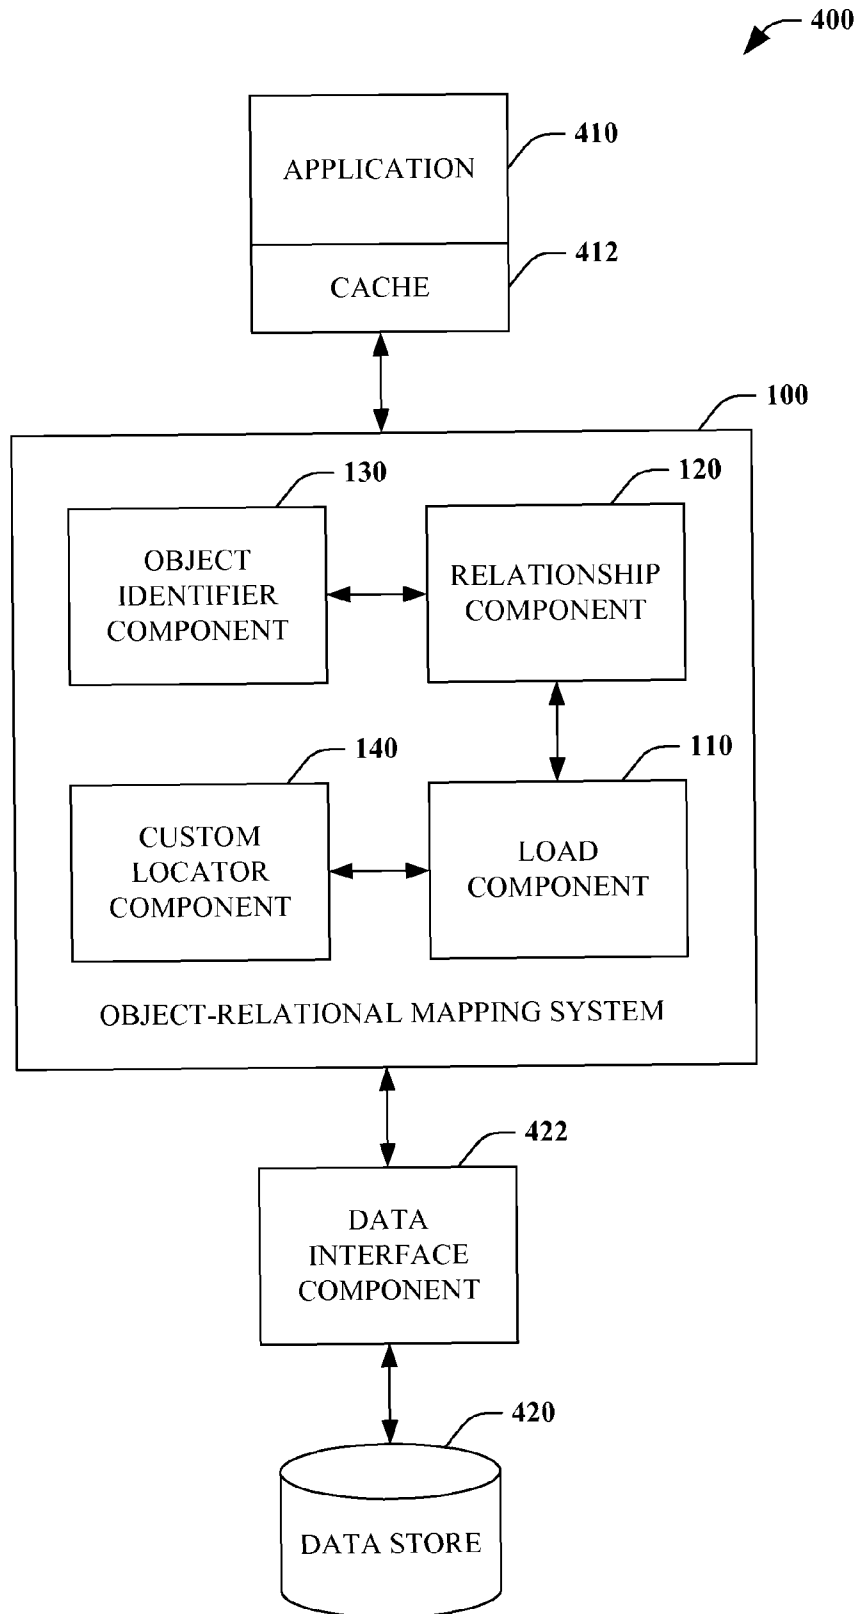 400
APPLICATION
410
CACHE
412
100
130
120
OBJECT
IDENTIFIER
COMPONENT
RELATIONSHIP
COMPONENT
140
110
CUSTOM
LOCATOR
COMPONENT
LOAD
COMPONENT
OBJECT-RELATIONAL MAPPING SYSTEM
422
DATA
INTERFACE
COMPONENT
420
DATA STORE